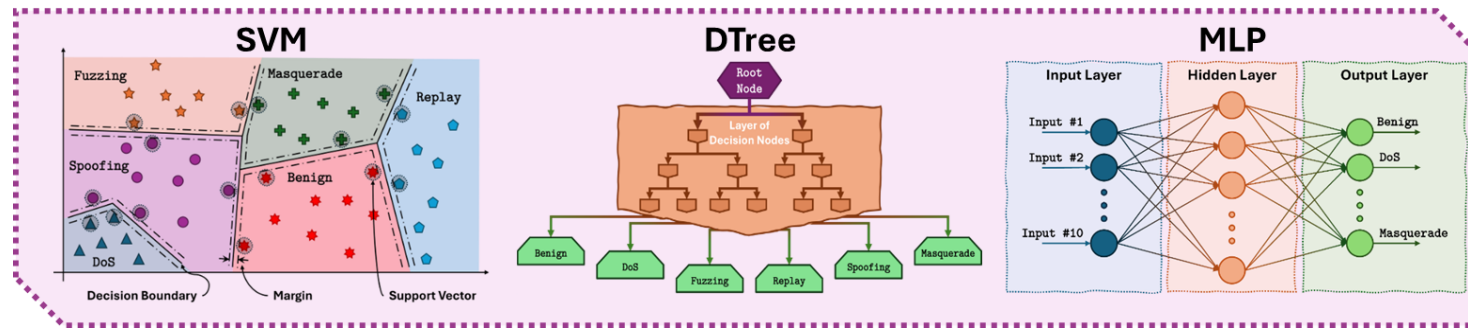 SVM
Fuzzing
Masquerade
Replay
Spoofing
Benign
DoS
Decision Boundary
Margin
Support Vector
DTree
Root
Node
Layer of
Decision Nodes
Benign
DoS
Fuzzing
Replay
Spoofing
Masquerade
MLP
Input Layer
Hidden Layer
Output Layer
Input #1
Input #2
Input #10
Benign
DoS
Masquerade